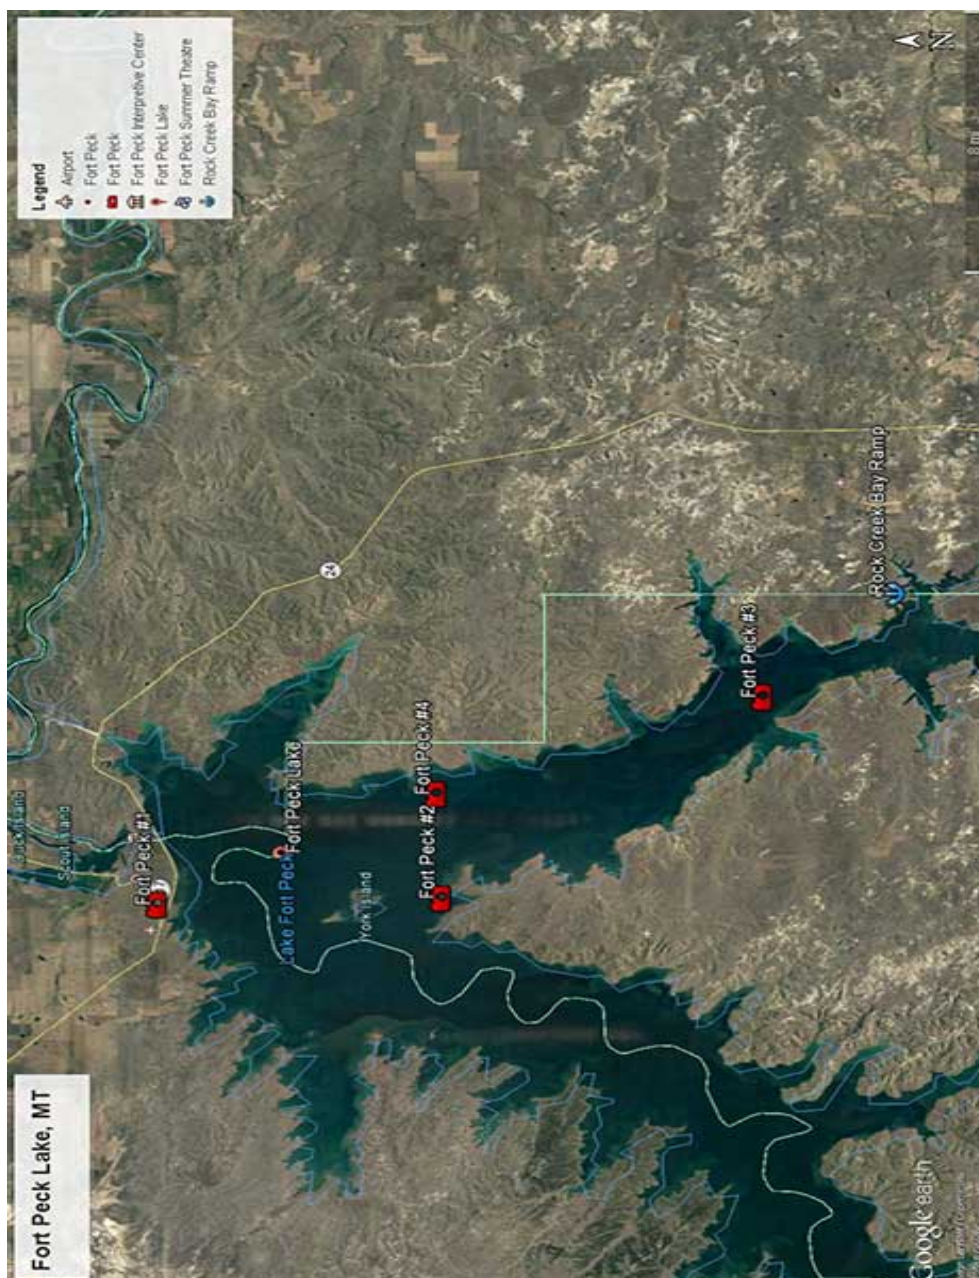 Fort Peck Lake, MT
Legend
Airport
Fort Peck
Fort Peck
Fort Peck Interpretive Center
Fort Peck Lake
Fort Peck Summer Theatre
Rock Creek Bay Ramp
N
Scout Island
Fort Peck #1
Lake Fort Peck
Fort Peck Lake
24
York Island
Fort Peck #2
Fort Peck #4
Fort Peck #3
Rock Creek Bay Ramp
Google earth